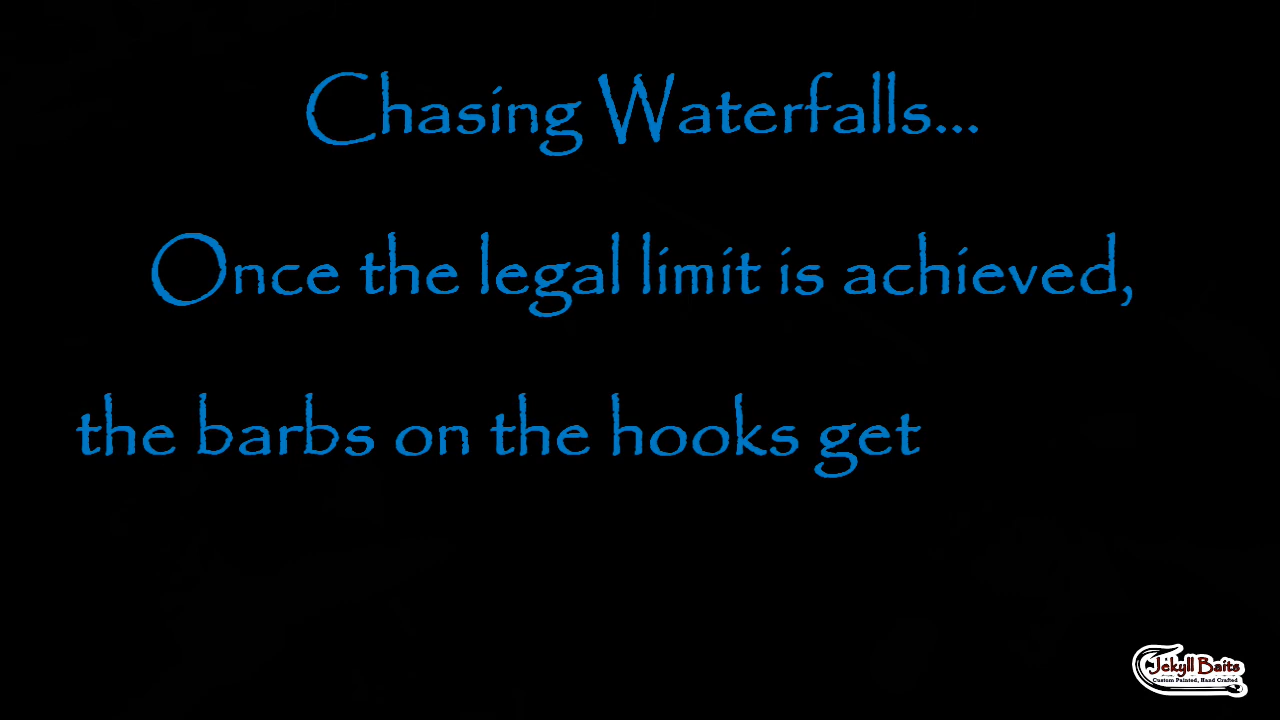 Chasing Waterfalls...
Once the legal limit is achieved,
the barbs on the hooks get
Jekyll Baits
Custom Painted, Hand Crafted